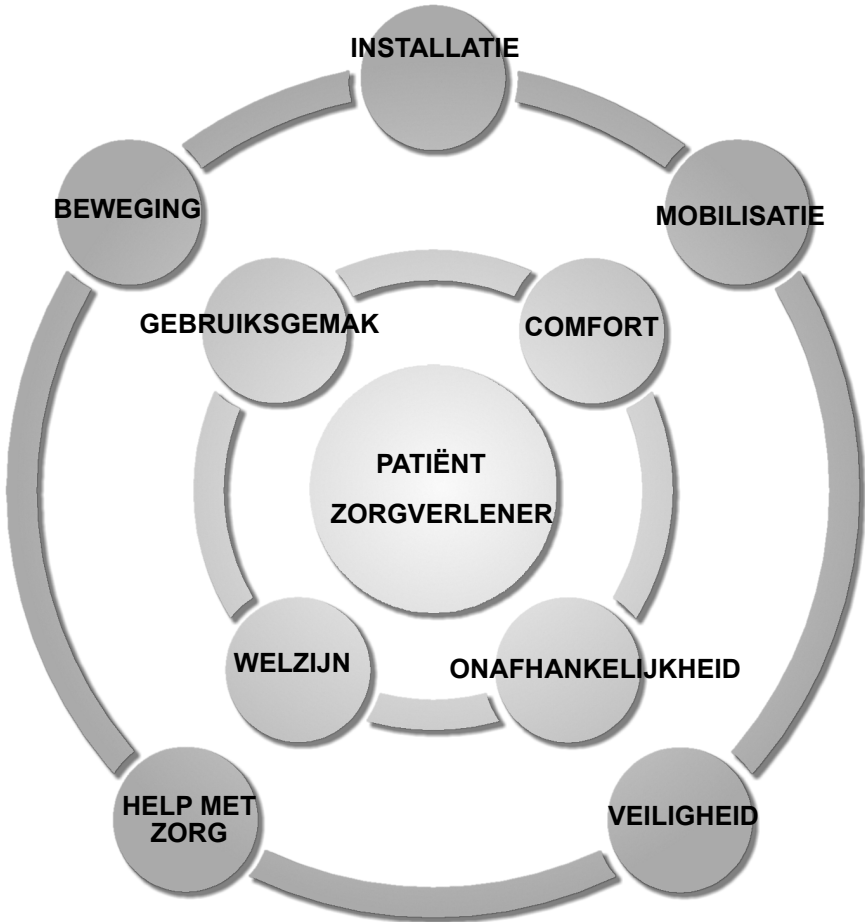 INSTALLATIE
BEWEGING
MOBILISATIE
GEBRUIKSGEMAK
COMFORT
PATIËNT
ZORGVERLENER
WELZIJN
ONAFHANKELIJKHEID
HELP MET
ZORG
VEILIGHEID